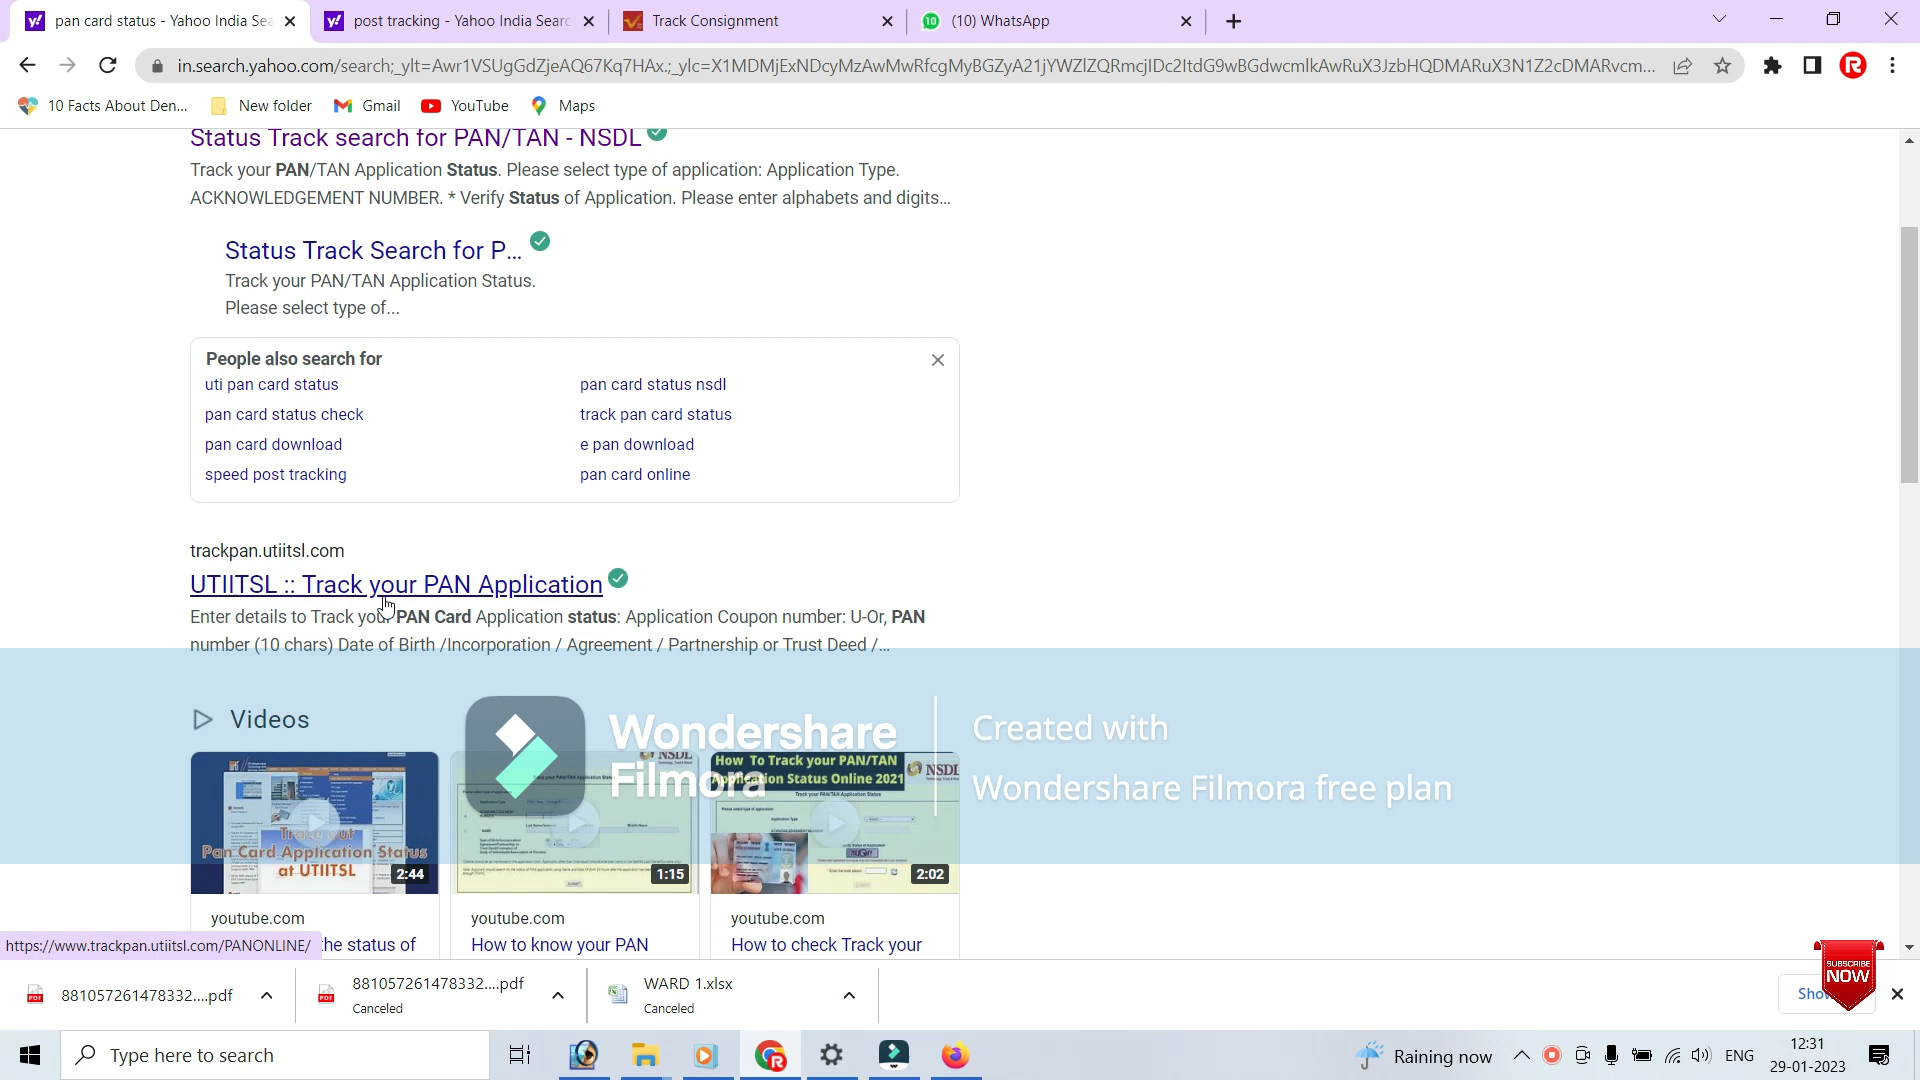 pan card status - Yahoo India Sea
post tracking - Yahoo India Searc
Track Consignment
(10) WhatsApp
in.search.yahoo.com/search;_ylt=Awr1VSUgGdZjeAQ67Kq7HAx.;_ylc=X1MDMjExNDcyMzAwMwRfcgMyBGZyA21jYWZlZQRmcjIDc2ItdG9wBGdwcmlkAwRuX3JzbHQDMARuX3N1Z2cDMARvcm...
10 Facts About Den...
New folder
Gmail
YouTube
Maps
Status Track search for PAN/TAN - NSDL
Track your PAN/TAN Application Status. Please select type of application: Application Type.
ACKNOWLEDGEMENT NUMBER. * Verify Status of Application. Please enter alphabets and digits...
Status Track Search for P...
Track your PAN/TAN Application Status.
Please select type of...
People also search for
uti pan card status
pan card status nsdl
pan card status check
track pan card status
pan card download
e pan download
speed post tracking
pan card online
trackpan.utiitsl.com
UTIITSL :: Track your PAN Application
Enter details to Track your PAN Card Application status: Application Coupon number: U-Or, PAN
number (10 chars) Date of Birth /Incorporation / Agreement / Partnership or Trust Deed /...
Videos
Wondershare
Filmora
Created with
Wondershare Filmora free plan
Trace out
Pan Card Application Status
at UTIITSL
2:44
NSDL
1:15
How To Track your PAN/TAN
Application Status Online 2021
NSDL
2:02
youtube.com
youtube.com
youtube.com
the status of
How to know your PAN
How to check Track your
https://www.trackpan.utiitsl.com/PANONLINE/
881057261478332....pdf
881057261478332....pdf
Canceled
WARD 1.xlsx
Canceled
SUBSCRIBE
NOW
Type here to search
Raining now
ENG
12:31
29-01-2023